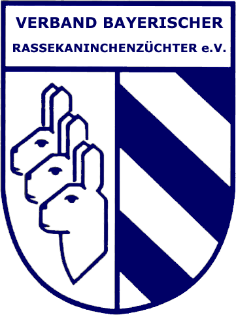 VERBAND BAYERISCHER
RASSEKANINCHENZÜCHTER e.V.